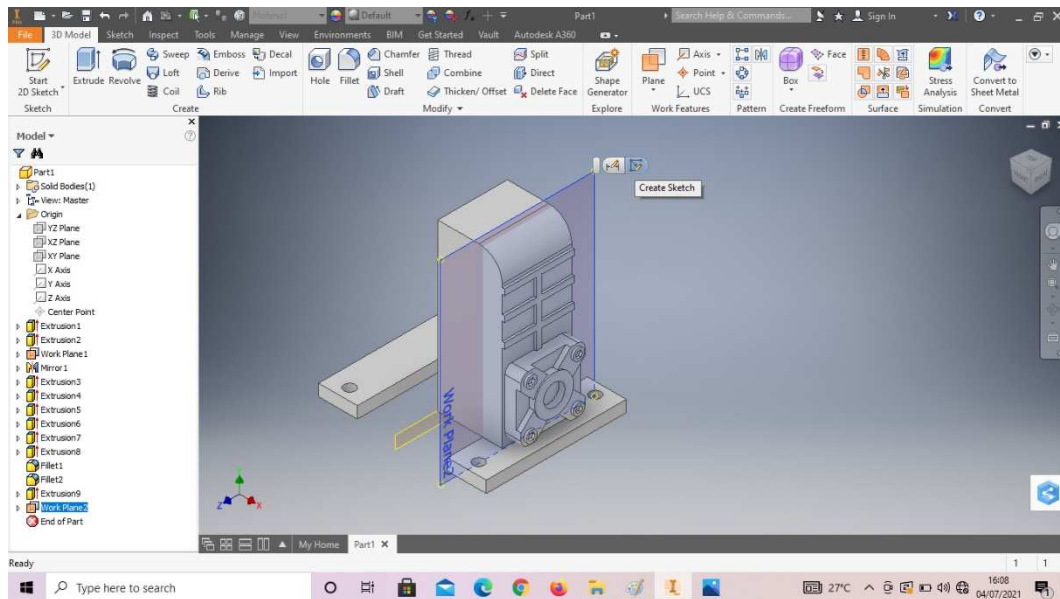 Material
Default
Part1
Search Help & Commands...
Sign In
File 3D Model Sketch Inspect Tools Manage View Environments BIM Get Started Vault Autodesk A360
Start 2D Sketch
Extrude Revolve
Sweep Emboss Decal
Loft Derive Import
Coil Rib
Hole Fillet
Chamfer Thread Split
Shell Combine Direct
Draft Thicken/ Offset Delete Face
Shape Generator
Plane
Axis
Point
UCS
Box
Face
Stress Analysis
Convert to Sheet Metal
Sketch Create Modify Explore Work Features Pattern Create Freeform Surface Simulation Convert
Model
Part1
Solid Bodies(1)
View: Master
Origin
YZ Plane
XZ Plane
XY Plane
X Axis
Y Axis
Z Axis
Center Point
Extrusion1
Extrusion2
Work Plane1
Mirror1
Extrusion3
Extrusion4
Extrusion5
Extrusion6
Extrusion7
Extrusion8
Fillet1
Fillet2
Extrusion9
Work Plane2
End of Part
Create Sketch
Work Plane2
Y
Z X
My Home Part1
Ready
1 1
Type here to search
27°C
16:08
04/07/2021